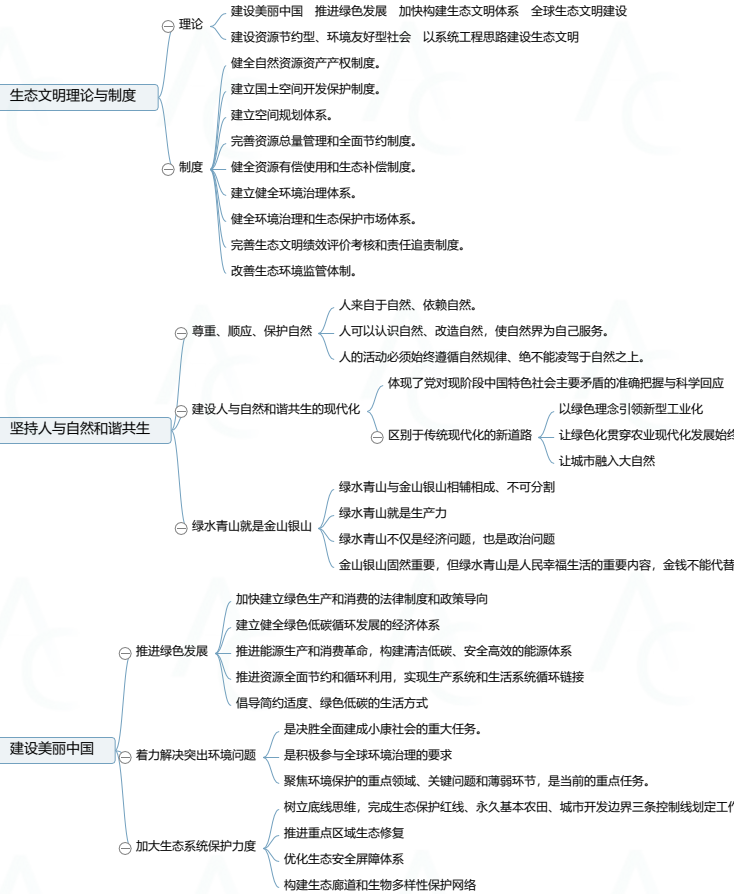 建设美丽中国 推进绿色发展 加快构建生态文明体系 全球生态文明建设
理论
建设资源节约型、环境友好型社会 以系统工程思路建设生态文明
健全自然资源资产产权制度。
建立国土空间开发保护制度。
生态文明理论与制度
建立空间规划体系。
完善资源总量管理和全面节约制度。
制度
健全资源有偿使用和生态补偿制度。
建立健全环境治理体系。
健全环境治理和生态保护市场体系。
完善生态文明绩效评价考核和责任追责制度。
改善生态环境监管体制。
人来自于自然、依赖自然。
尊重、顺应、保护自然
人可以认识自然、改造自然，使自然界为自己服务。
人的活动必须始终遵循自然规律、绝不能凌驾于自然之上。
体现了党对现阶段中国特色社会主要矛盾的准确把握与科学回应
建设人与自然和谐共生的现代化
以绿色理念引领新型工业化
坚持人与自然和谐共生
区别于传统现代化的新道路
让绿色化贯穿农业现代化发展始终
让城市融入大自然
绿水青山与金山银山相辅相成、不可分割
绿水青山就是生产力
绿水青山就是金山银山
绿水青山不仅是经济问题，也是政治问题
金山银山固然重要，但绿水青山是人民幸福生活的重要内容，金钱不能代替
加快建立绿色生产和消费的法律制度和政策导向
建立健全绿色低碳循环发展的经济体系
推进绿色发展
推进能源生产和消费革命，构建清洁低碳、安全高效的能源体系
推进资源全面节约和循环利用，实现生产系统和生活系统循环链接
倡导简约适度、绿色低碳的生活方式
是决胜全面建成小康社会的重大任务。
建设美丽中国
着力解决突出环境问题
是积极参与全球环境治理的要求
聚焦环境保护的重点领域、关键问题和薄弱环节，是当前的重点任务。
树立底线思维，完成生态保护红线、永久基本农田、城市开发边界三条控制线划定工作
推进重点区域生态修复
加大生态系统保护力度
优化生态安全屏障体系
构建生态廊道和生物多样性保护网络